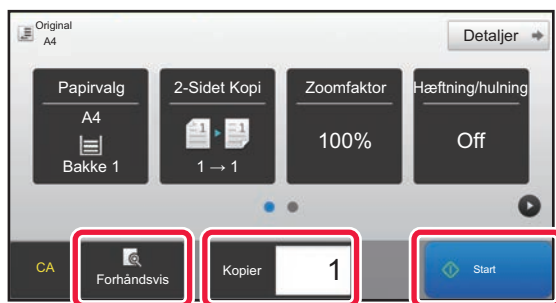 Original
A4
Detaljer
Papirvalg
A4
Bakke 1
2-Sidet Kopi
1 → 1
Zoomfaktor
100%
Hæftning/hulning
Off
CA
Forhåndsvis
Kopier
1
Start